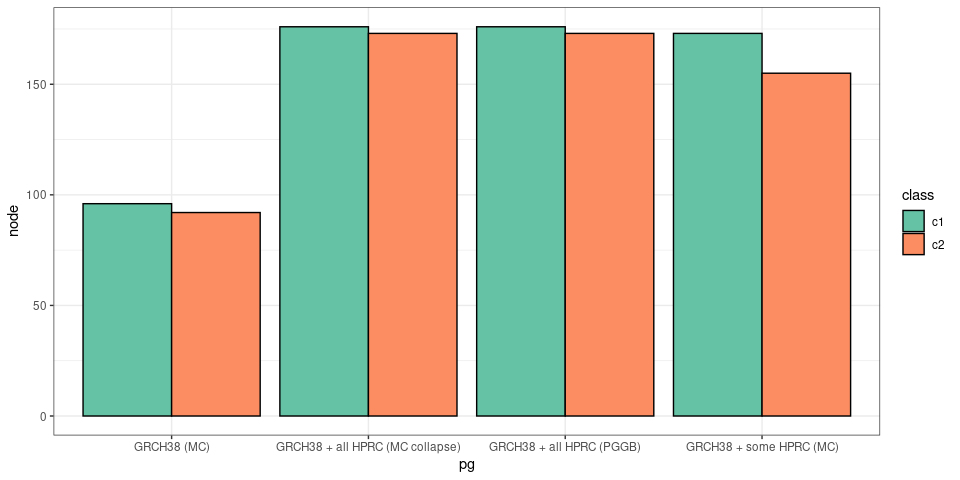 150
100
50
0
node
GRCH38 (MC)
GRCH38 + all HPRC (MC collapse)
GRCH38 + all HPRC (PGGB)
GRCH38 + some HPRC (MC)
pg
class
c1
c2